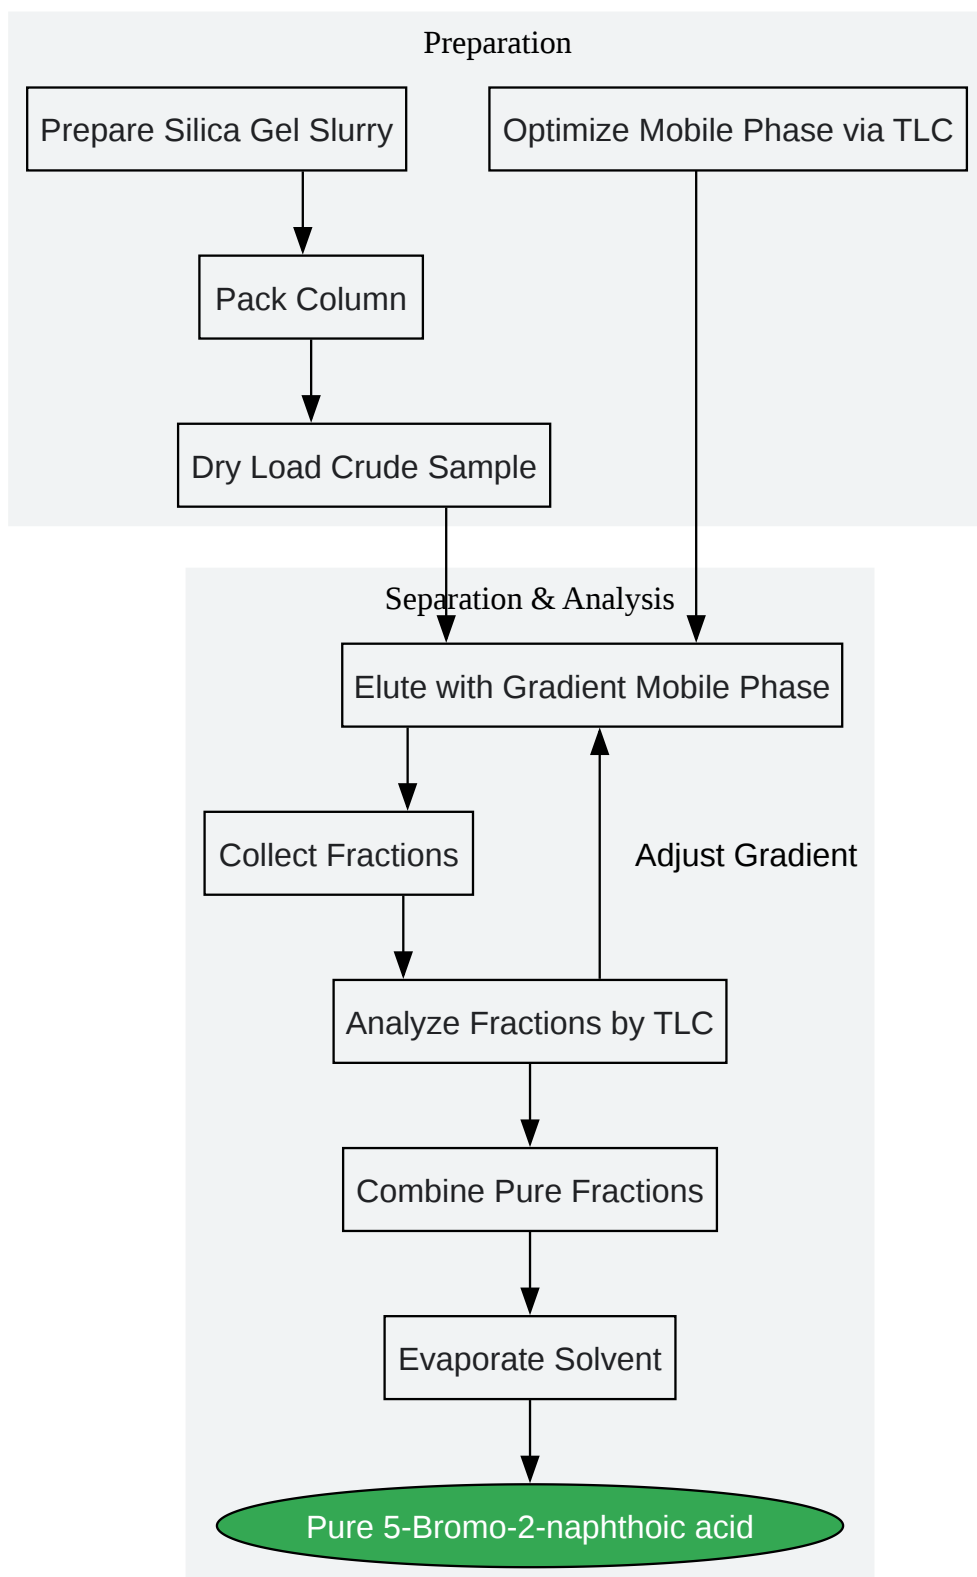 Preparation
Prepare Silica Gel Slurry
Optimize Mobile Phase via TLC
Pack Column
Dry Load Crude Sample
Separation & Analysis
Elute with Gradient Mobile Phase
Collect Fractions
Adjust Gradient
Analyze Fractions by TLC
Combine Pure Fractions
Evaporate Solvent
Pure 5-Bromo-2-naphthoic acid